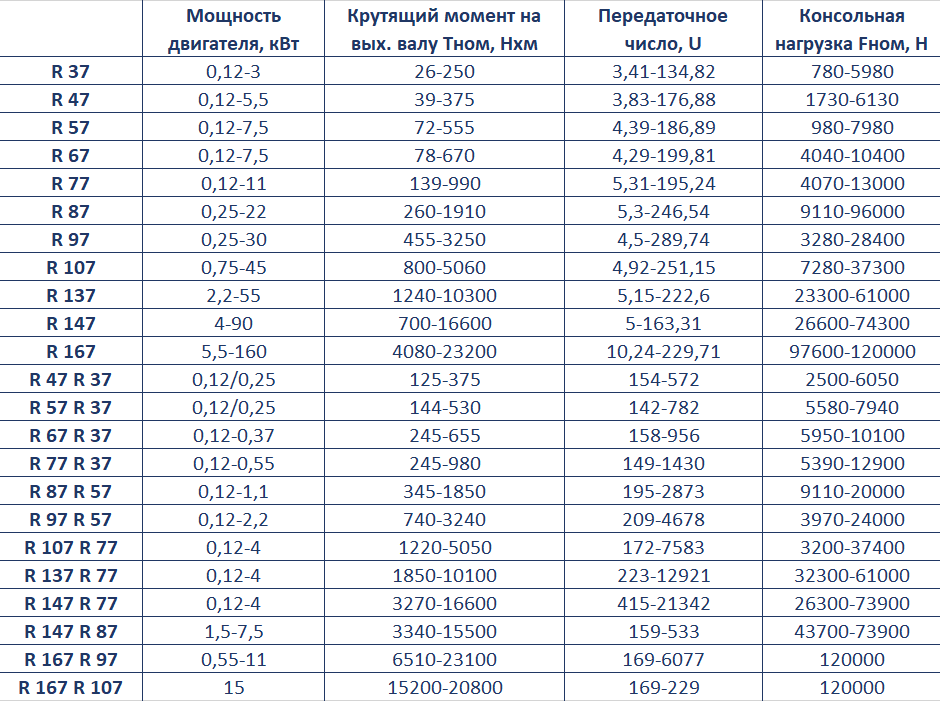 Мощность двигателя, кВт Крутящий момент на вых. валу Тном, Нхм Передаточное число, U Консольная нагрузка Fном, Н
R 37 0,12-3 26-250 3,41-134,82 780-5980
R 47 0,12-5,5 39-375 3,83-176,88 1730-6130
R 57 0,12-7,5 72-555 4,39-186,89 980-7980
R 67 0,12-7,5 78-670 4,29-199,81 4040-10400
R 77 0,12-11 139-990 5,31-195,24 4070-13000
R 87 0,25-22 260-1910 5,3-246,54 9110-96000
R 97 0,25-30 455-3250 4,5-289,74 3280-28400
R 107 0,75-45 800-5060 4,92-251,15 7280-37300
R 137 2,2-55 1240-10300 5,15-222,6 23300-61000
R 147 4-90 700-16600 5-163,31 26600-74300
R 167 5,5-160 4080-23200 10,24-229,71 97600-120000
R 47 R 37 0,12/0,25 125-375 154-572 2500-6050
R 57 R 37 0,12/0,25 144-530 142-782 5580-7940
R 67 R 37 0,12-0,37 245-655 158-956 5950-10100
R 77 R 37 0,12-0,55 245-980 149-1430 5390-12900
R 87 R 57 0,12-1,1 345-1850 195-2873 9110-20000
R 97 R 57 0,12-2,2 740-3240 209-4678 3970-24000
R 107 R 77 0,12-4 1220-5050 172-7583 3200-37400
R 137 R 77 0,12-4 1850-10100 223-12921 32300-61000
R 147 R 77 0,12-4 3270-16600 415-21342 26300-73900
R 147 R 87 1,5-7,5 3340-15500 159-533 43700-73900
R 167 R 97 0,55-11 6510-23100 169-6077 120000
R 167 R 107 15 15200-20800 169-229 120000